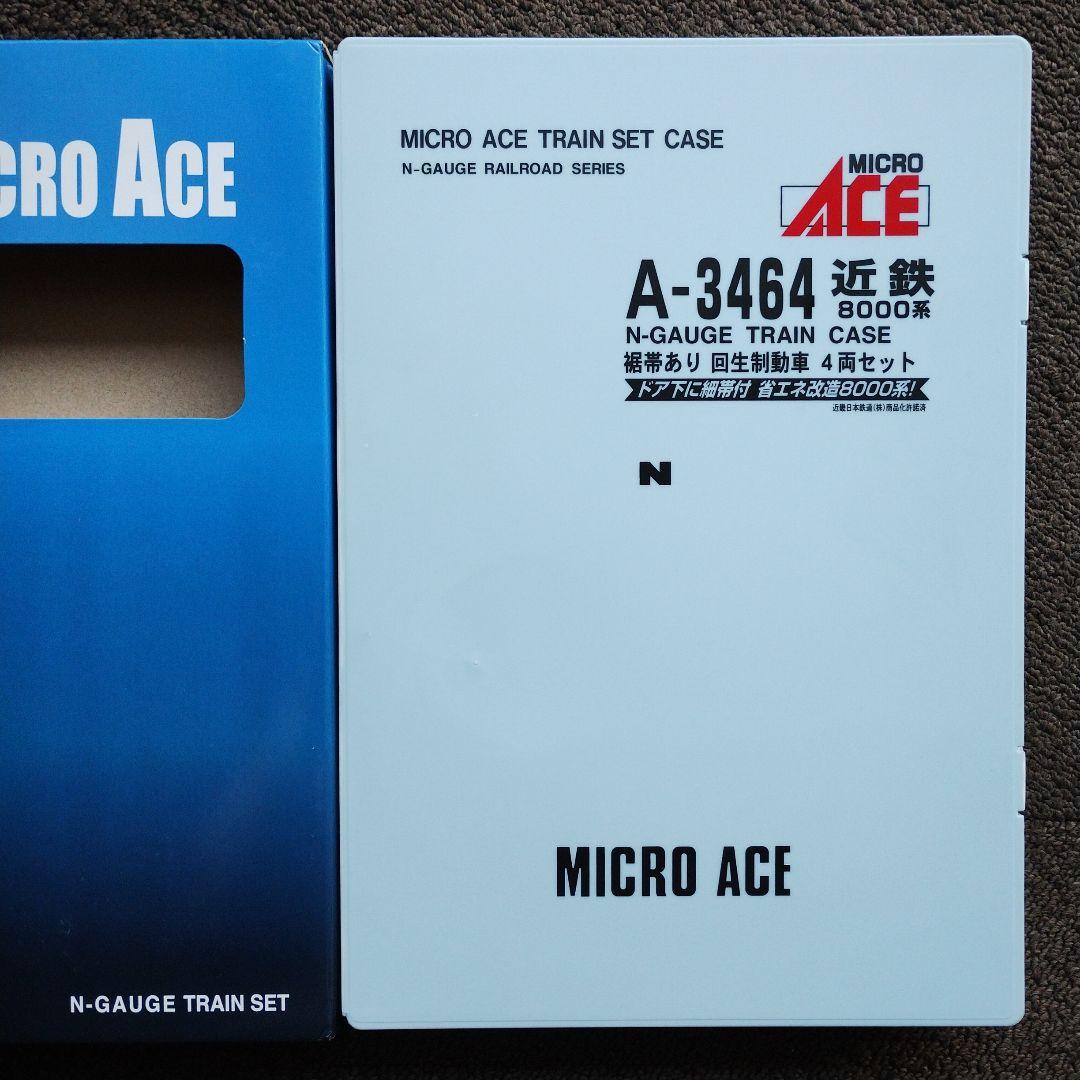 CRO ACE
N-GAUGE TRAIN SET
MICRO ACE TRAIN SET CASE
N-GAUGE RAILROAD SERIES
MICRO
ACE
A-3464 近鉄
8000系
N-GAUGE TRAIN CASE
裾帯あり 回生制動車 4両セット
ドア下に細帯付 省エネ改造8000系!
近畿日本鉄道(株)商品化許諾済
N
MICRO ACE